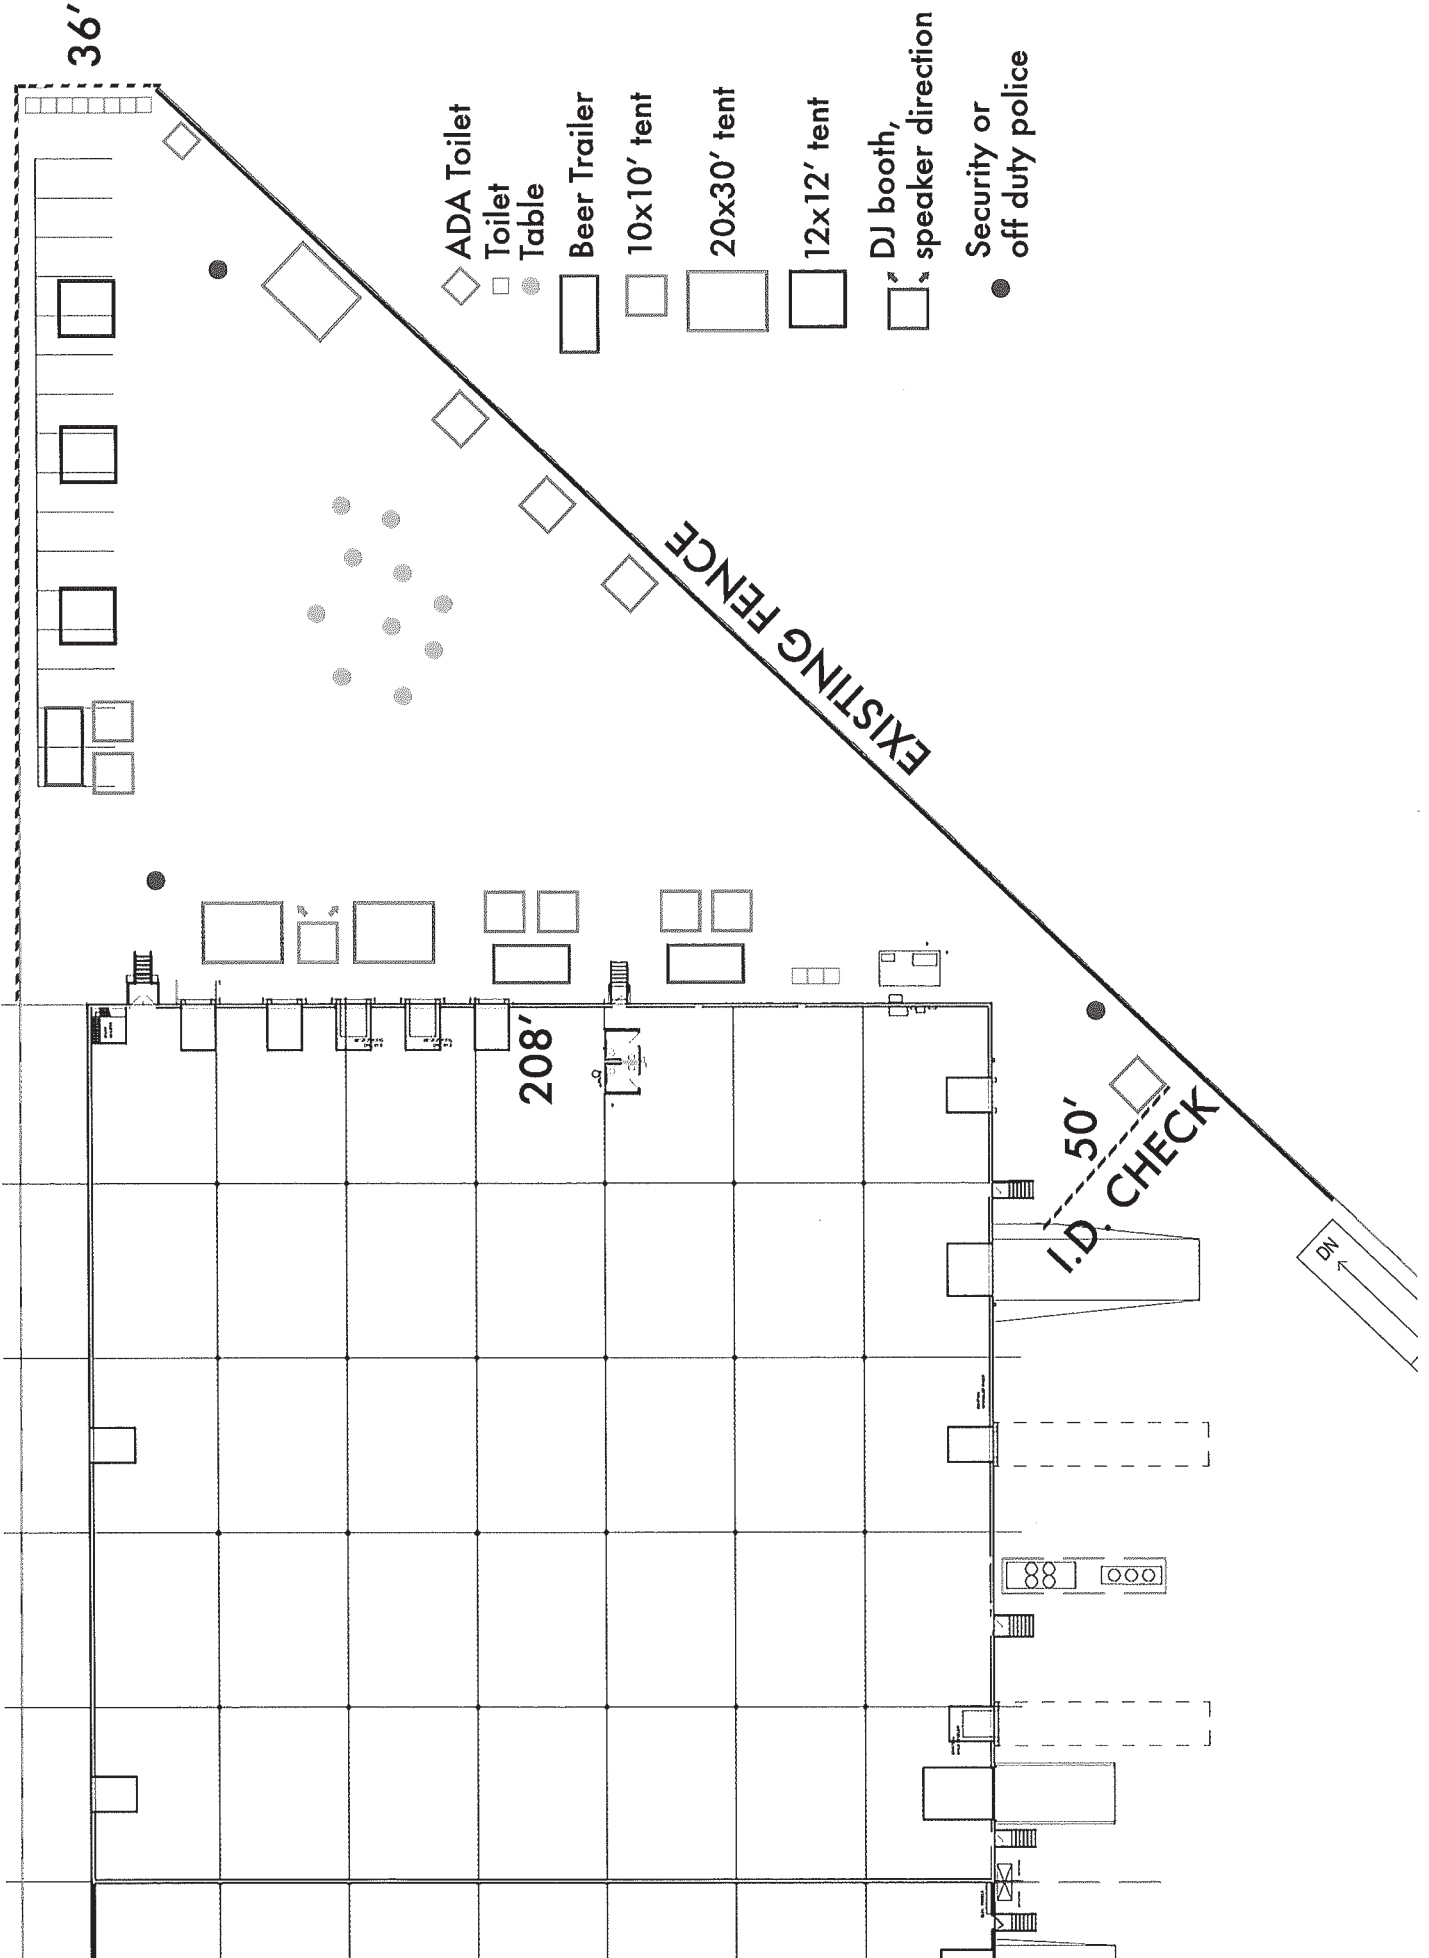 36′
ADA Toilet
Toilet
Table
Beer Trailer
10x10′ tent
20x30′ tent
12x12′ tent
DJ booth,
speaker direction
Security or
off duty police
EXISTING FENCE
208′
50′
I.D. CHECK
DN